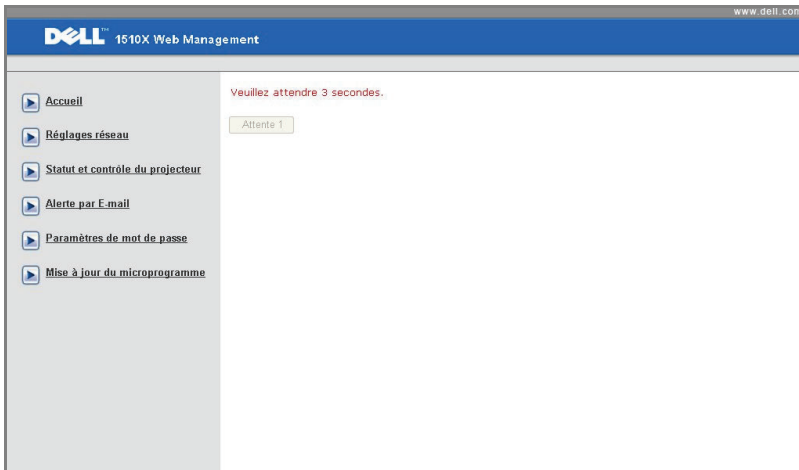 www.dell.com
DELL™ 1510X Web Management
Accueil
Réglages réseau
Statut et contrôle du projecteur
Alerte par E-mail
Paramètres de mot de passe
Mise à jour du microprogramme
Veuillez attendre 3 secondes.
Attente 1